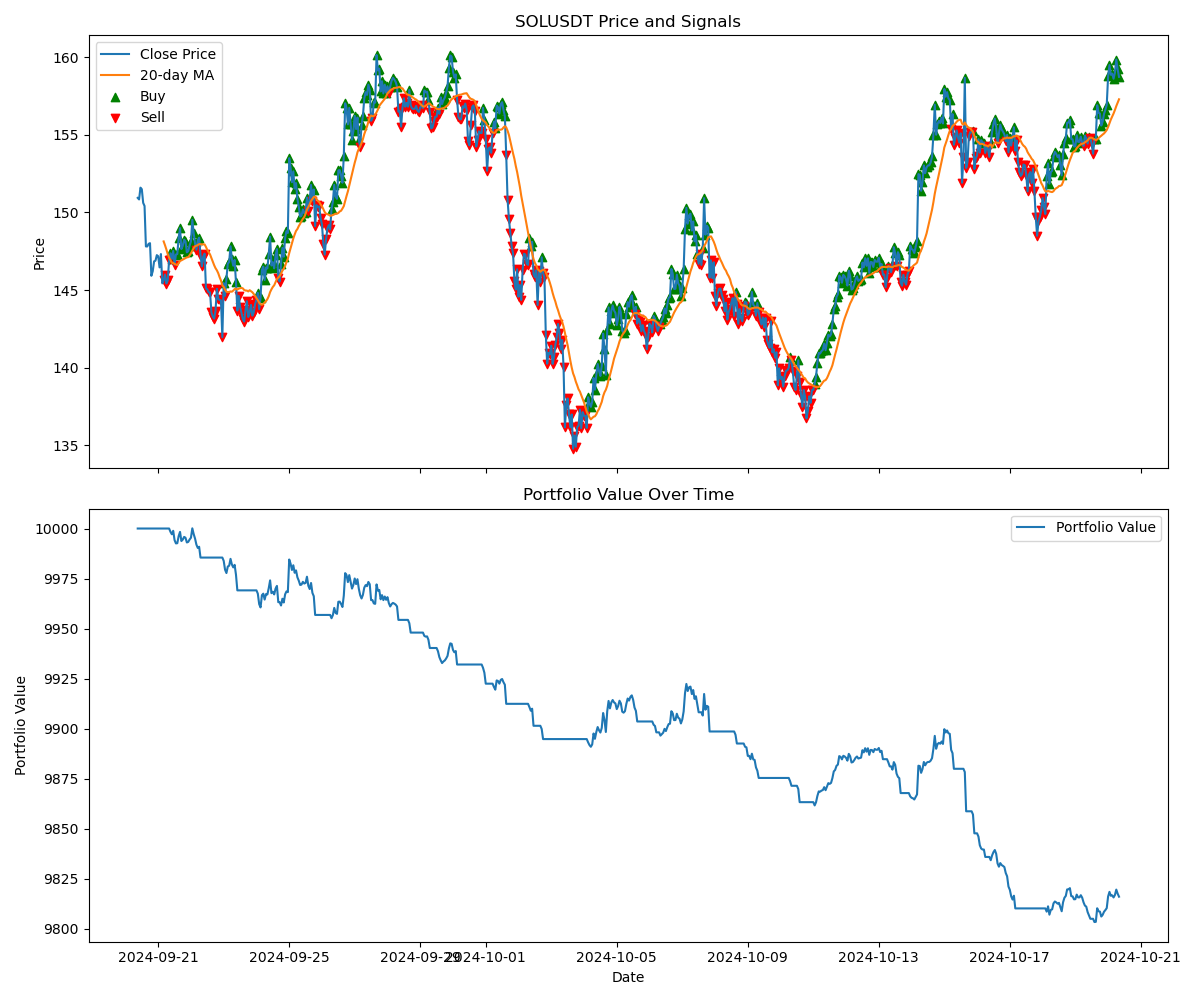 SOLUSDT Price and Signals
Close Price
20-day MA
Buy
Sell
Price
160
155
150
145
140
135
Portfolio Value Over Time
Portfolio Value
Portfolio Value
10000
9975
9950
9925
9900
9875
9850
9825
9800
2024-09-21
2024-09-25
2024-09-29
2024-10-01
2024-10-05
2024-10-09
2024-10-13
2024-10-17
2024-10-21
Date